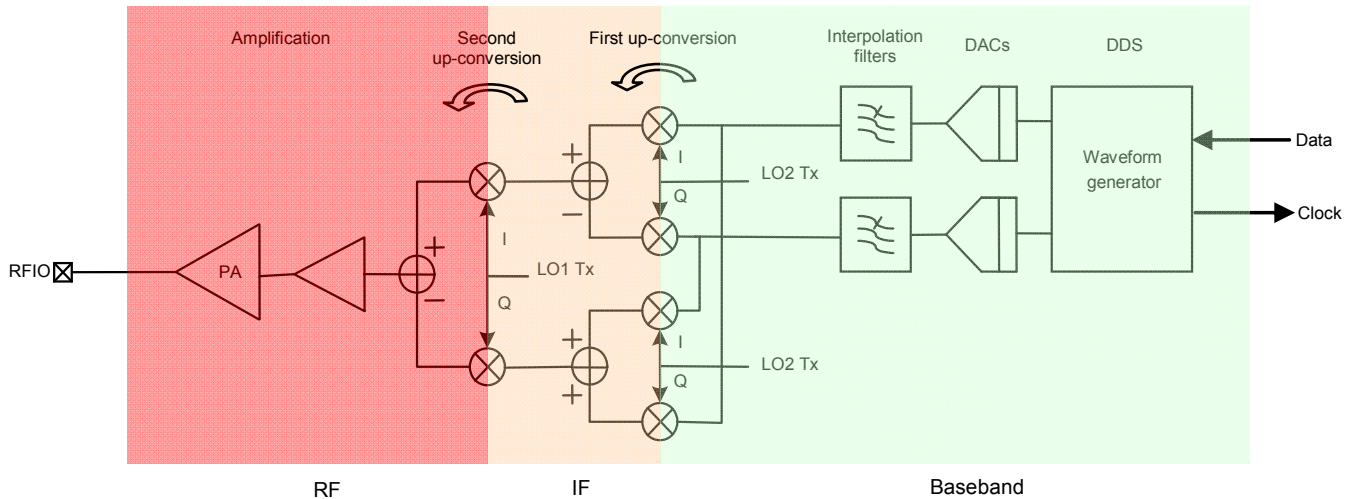 Amplification
Second
up-conversion
First up-conversion
Interpolation
filters
DACs
DDS
+
−
I
Q
LO2 Tx
Waveform
generator
Data
Clock
RFIO
PA
+
−
I
Q
LO1 Tx
+
+
I
Q
LO2 Tx
RF
IF
Baseband